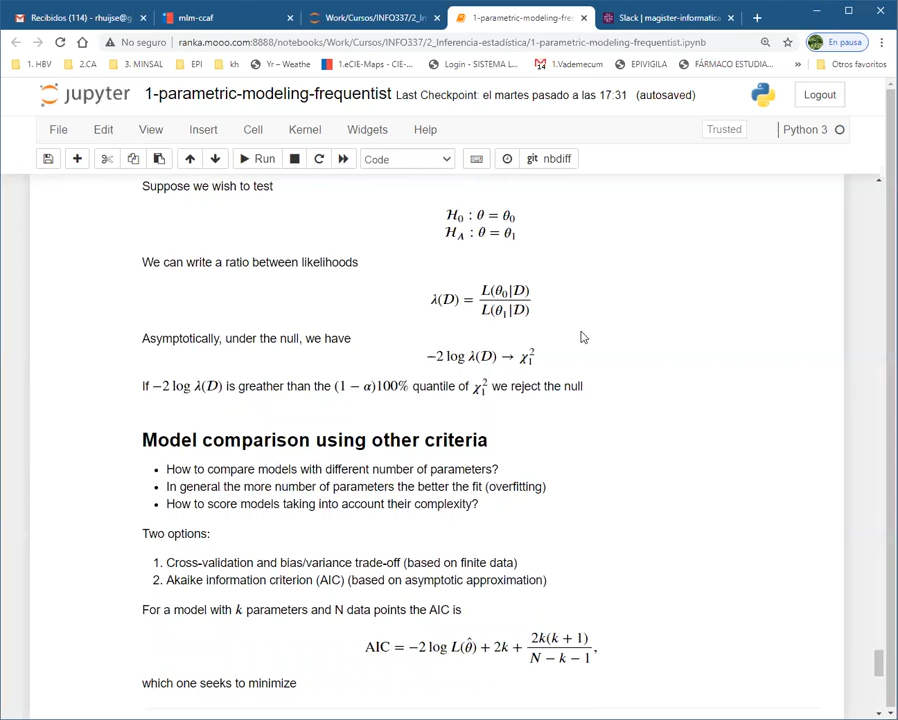 Recibidos (114) - rhuijse@g
mlm-ccaf
Work/Cursos/INFO337/2_In
1-parametric-modeling-fre
Slack | magister-informatica
No seguro | ranka.mooo.com:8888/notebooks/Work/Cursos/INFO337/2_Inferencia-estadística/1-parametric-modeling-frequentist.ipynb
En pausa
1. HBV
2.CA
3. MINSAL
EPI
kh
Yr – Weathe
1.eCIE-Maps - CIE-...
Login - SISTEMA L...
1.Vademecum
EPIVIGILA
FÁRMACO ESTUDIA...
»
Otros favoritos
jupyter 1-parametric-modeling-frequentist Last Checkpoint: el martes pasado a las 17:31 (autosaved)
Logout
File Edit View Insert Cell Kernel Widgets Help
Trusted
Python 3
Run
Code
git nbdiff
Suppose we wish to test
H₀ : θ = θ₀
H_A : θ = θ₁
We can write a ratio between likelihoods
λ(D) = L(θ₀|D) / L(θ₁|D)
Asymptotically, under the null, we have
−2 log λ(D) → χ₁²
If −2 log λ(D) is greather than the (1 − α)100% quantile of χ₁² we reject the null
Model comparison using other criteria
• How to compare models with different number of parameters?
• In general the more number of parameters the better the fit (overfitting)
• How to score models taking into account their complexity?
Two options:
1. Cross-validation and bias/variance trade-off (based on finite data)
2. Akaike information criterion (AIC) (based on asymptotic approximation)
For a model with k parameters and N data points the AIC is
AIC = −2 log L(θ̂) + 2k + 2k(k + 1) / (N − k − 1),
which one seeks to minimize